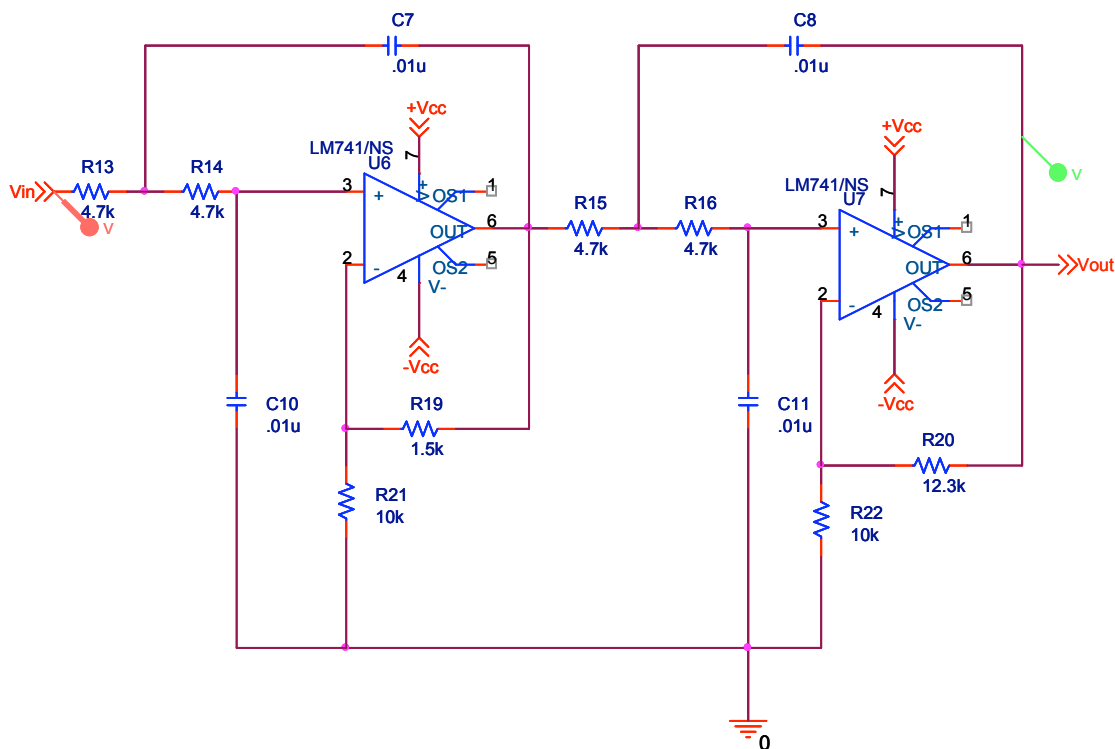 C7
.01u
C8
.01u
+Vcc
LM741/NS
U6
7
+
V
OS1
1
R13
4.7k
R14
4.7k
Vin
V
3
+
2
-
OUT
6
OS2
5
4
V-
-Vcc
R15
4.7k
R16
4.7k
+Vcc
LM741/NS
U7
7
+
V
OS1
1
3
+
2
-
OUT
6
OS2
5
4
V-
-Vcc
V
Vout
C10
.01u
R19
1.5k
R21
10k
C11
.01u
R20
12.3k
R22
10k
0